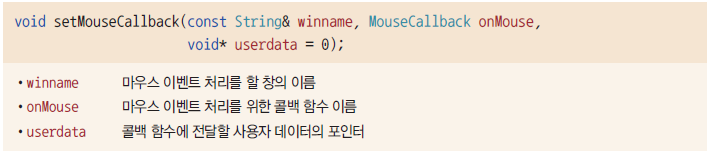 void setMouseCallback(const String& winname, MouseCallback onMouse,
void* userdata = 0);
• winname 마우스 이벤트 처리를 할 창의 이름
• onMouse 마우스 이벤트 처리를 위한 콜백 함수 이름
• userdata 콜백 함수에 전달할 사용자 데이터의 포인터